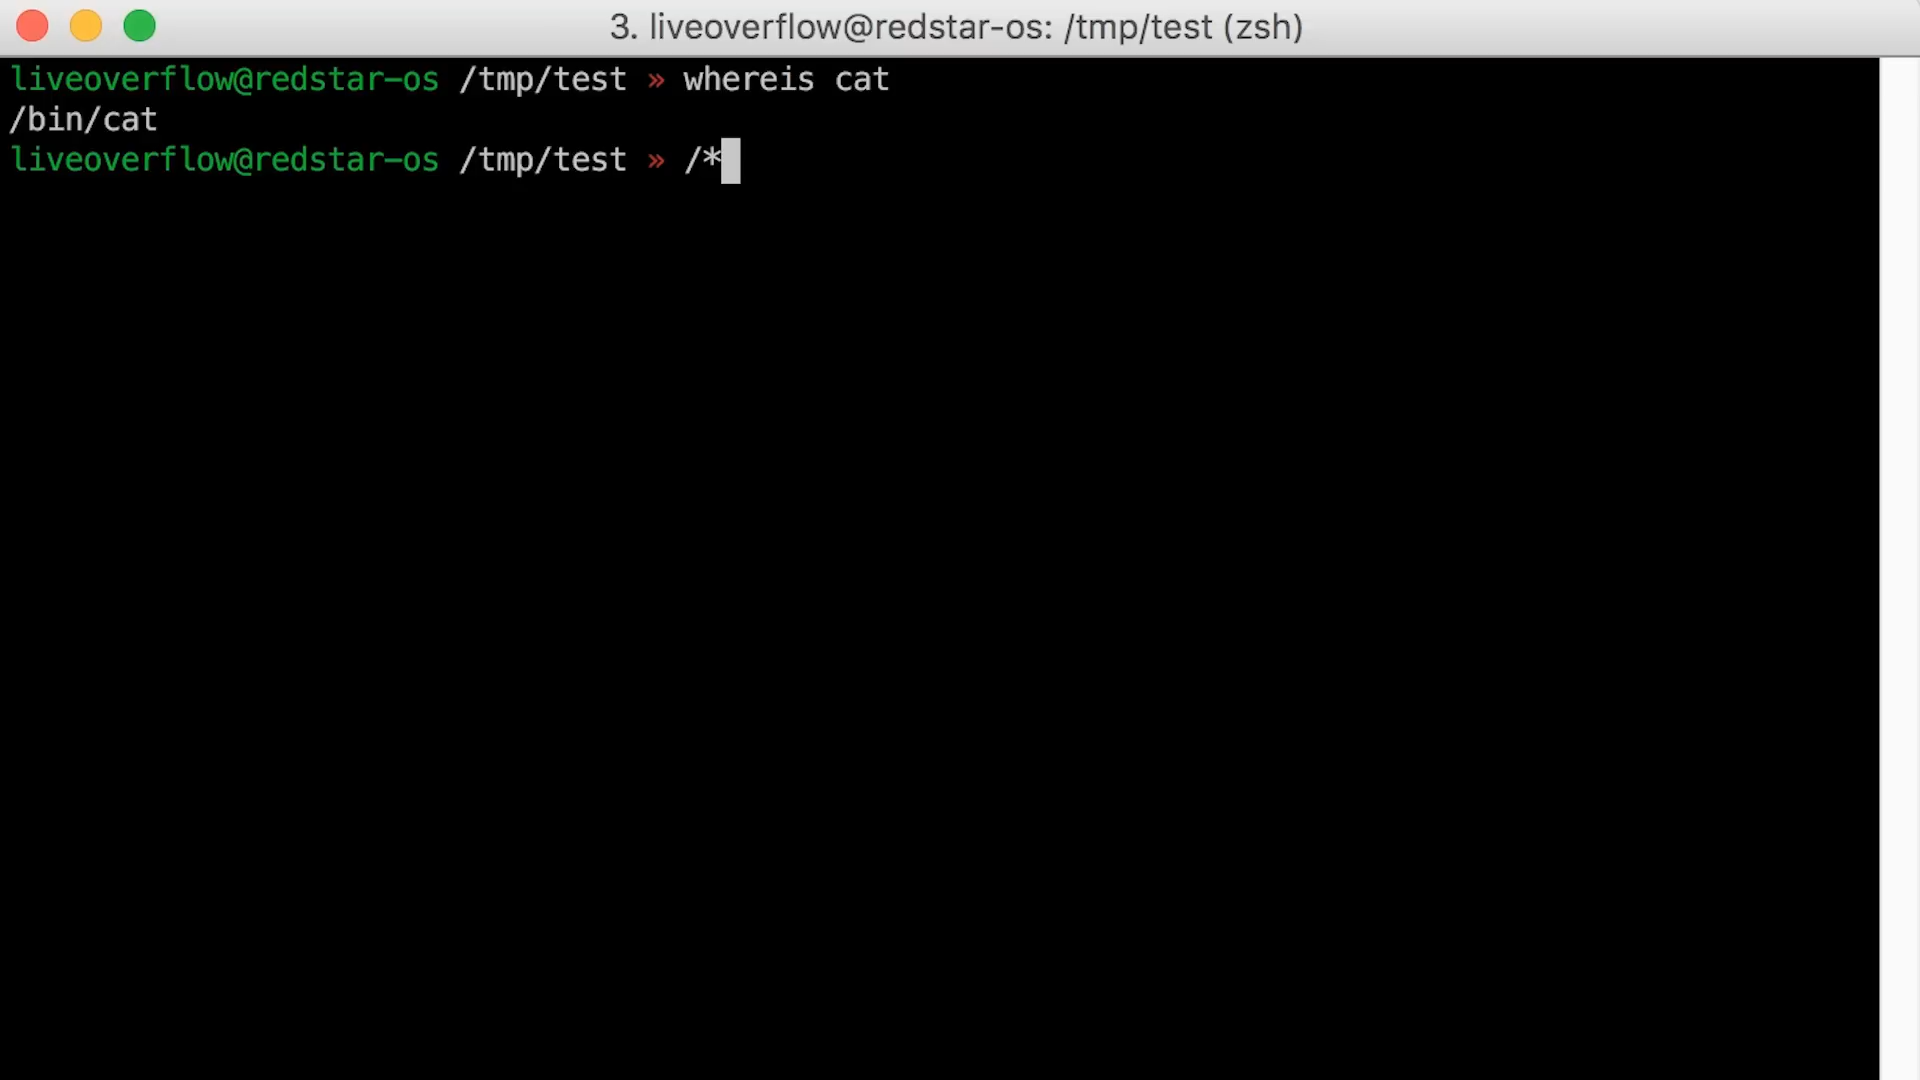 3. liveoverflow@redstar-os: /tmp/test (zsh)
liveoverflow@redstar-os /tmp/test » whereis cat
/bin/cat
liveoverflow@redstar-os /tmp/test » /*